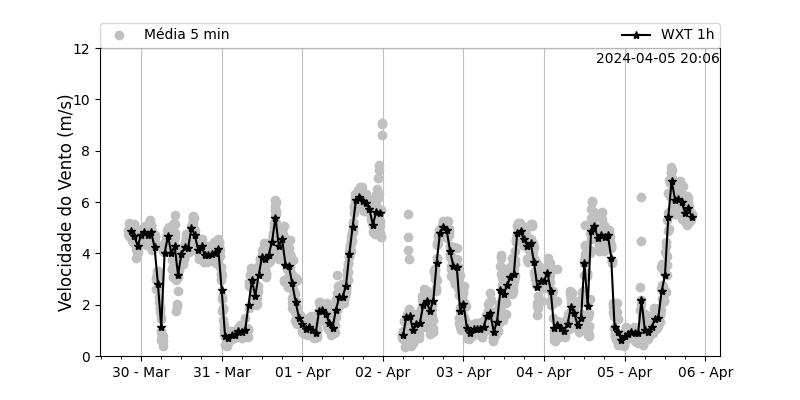 Média 5 min
WXT 1h
2024-04-05 20:06
Velocidade do Vento (m/s)
12
10
8
6
4
2
0
30 - Mar
31 - Mar
01 - Apr
02 - Apr
03 - Apr
04 - Apr
05 - Apr
06 - Apr